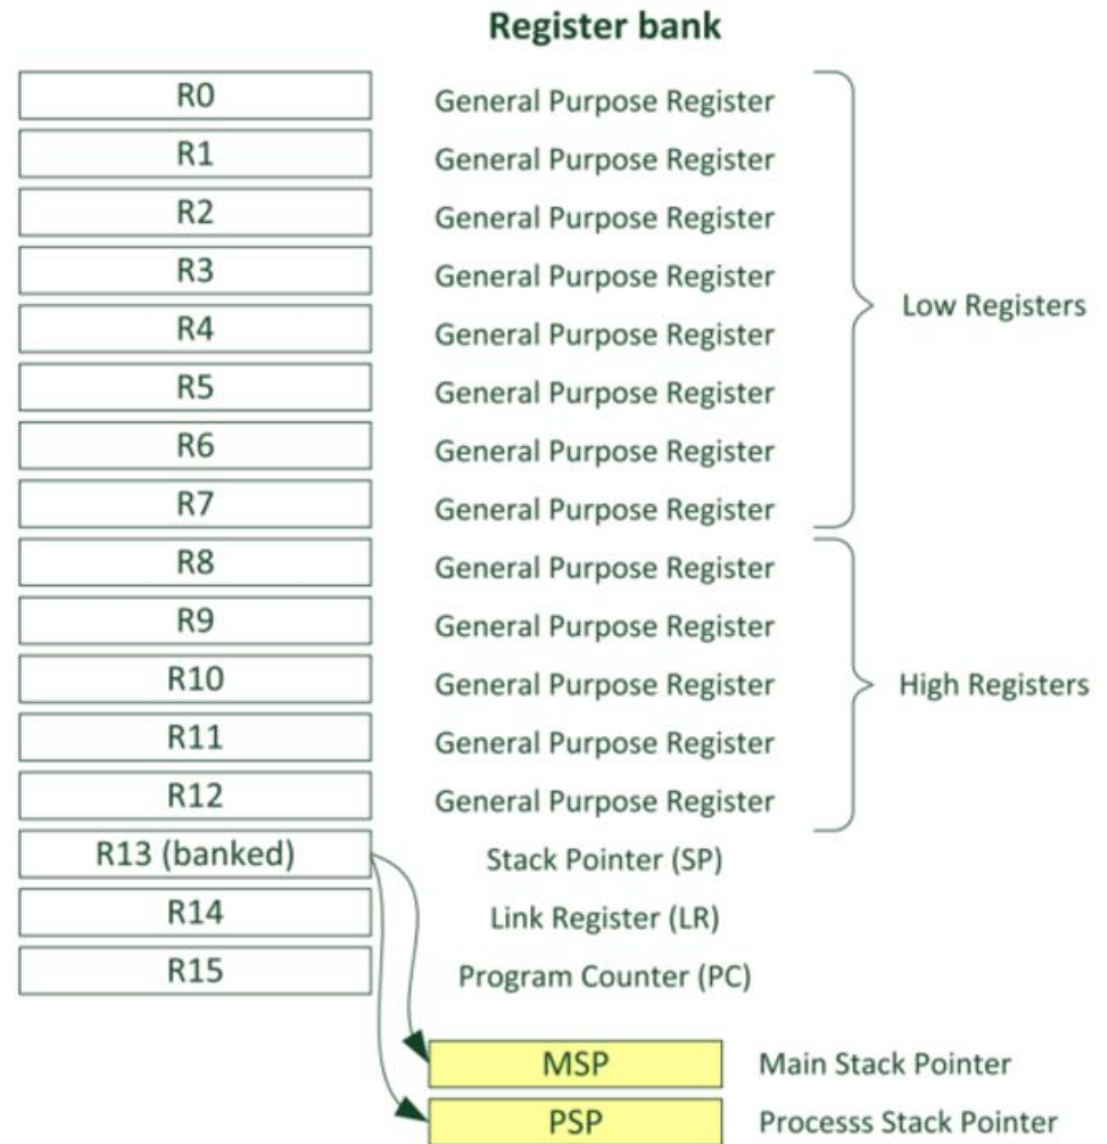 Register bank
R0 General Purpose Register
R1 General Purpose Register
R2 General Purpose Register
R3 General Purpose Register
Low Registers
R4 General Purpose Register
R5 General Purpose Register
R6 General Purpose Register
R7 General Purpose Register
R8 General Purpose Register
R9 General Purpose Register
R10 General Purpose Register
High Registers
R11 General Purpose Register
R12 General Purpose Register
R13 (banked) Stack Pointer (SP)
R14 Link Register (LR)
R15 Program Counter (PC)
MSP Main Stack Pointer
PSP Processs Stack Pointer